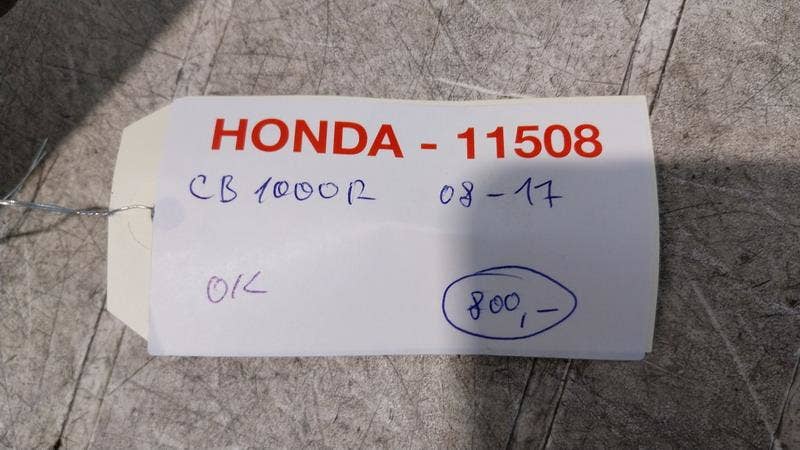 HONDA - 11508
CB 1000R 08-17
OK 800,-